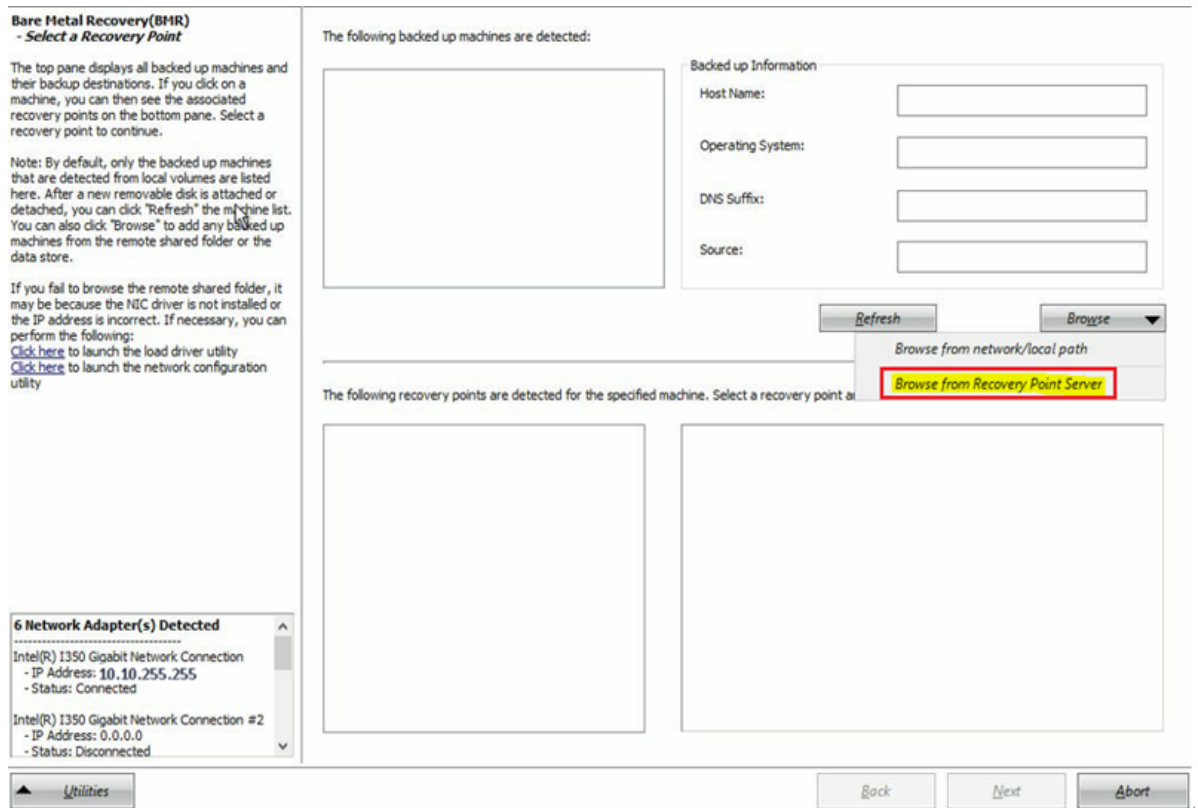 Bare Metal Recovery(BMR)
- Select a Recovery Point
The top pane displays all backed up machines and
their backup destinations. If you click on a
machine, you can then see the associated
recovery points on the bottom pane. Select a
recovery point to continue.
Note: By default, only the backed up machines
that are detected from local volumes are listed
here. After a new removable disk is attached or
detached, you can click "Refresh" the machine list.
You can also click "Browse" to add any backed up
machines from the remote shared folder or the
data store.
If you fail to browse the remote shared folder, it
may be because the NIC driver is not installed or
the IP address is incorrect. If necessary, you can
perform the following:
Click here to launch the load driver utility
Click here to launch the network configuration
utility
6 Network Adapter(s) Detected
------------------------------------
Intel(R) I350 Gigabit Network Connection
- IP Address: 10.10.255.255
- Status: Connected
Intel(R) I350 Gigabit Network Connection #2
- IP Address: 0.0.0.0
- Status: Disconnected
The following backed up machines are detected:
Backed up Information
Host Name:
Operating System:
DNS Suffix:
Source:
Refresh
Browse
Browse from network/local path
Browse from Recovery Point Server
The following recovery points are detected for the specified machine. Select a recovery point a
Utilities
Back
Next
Abort